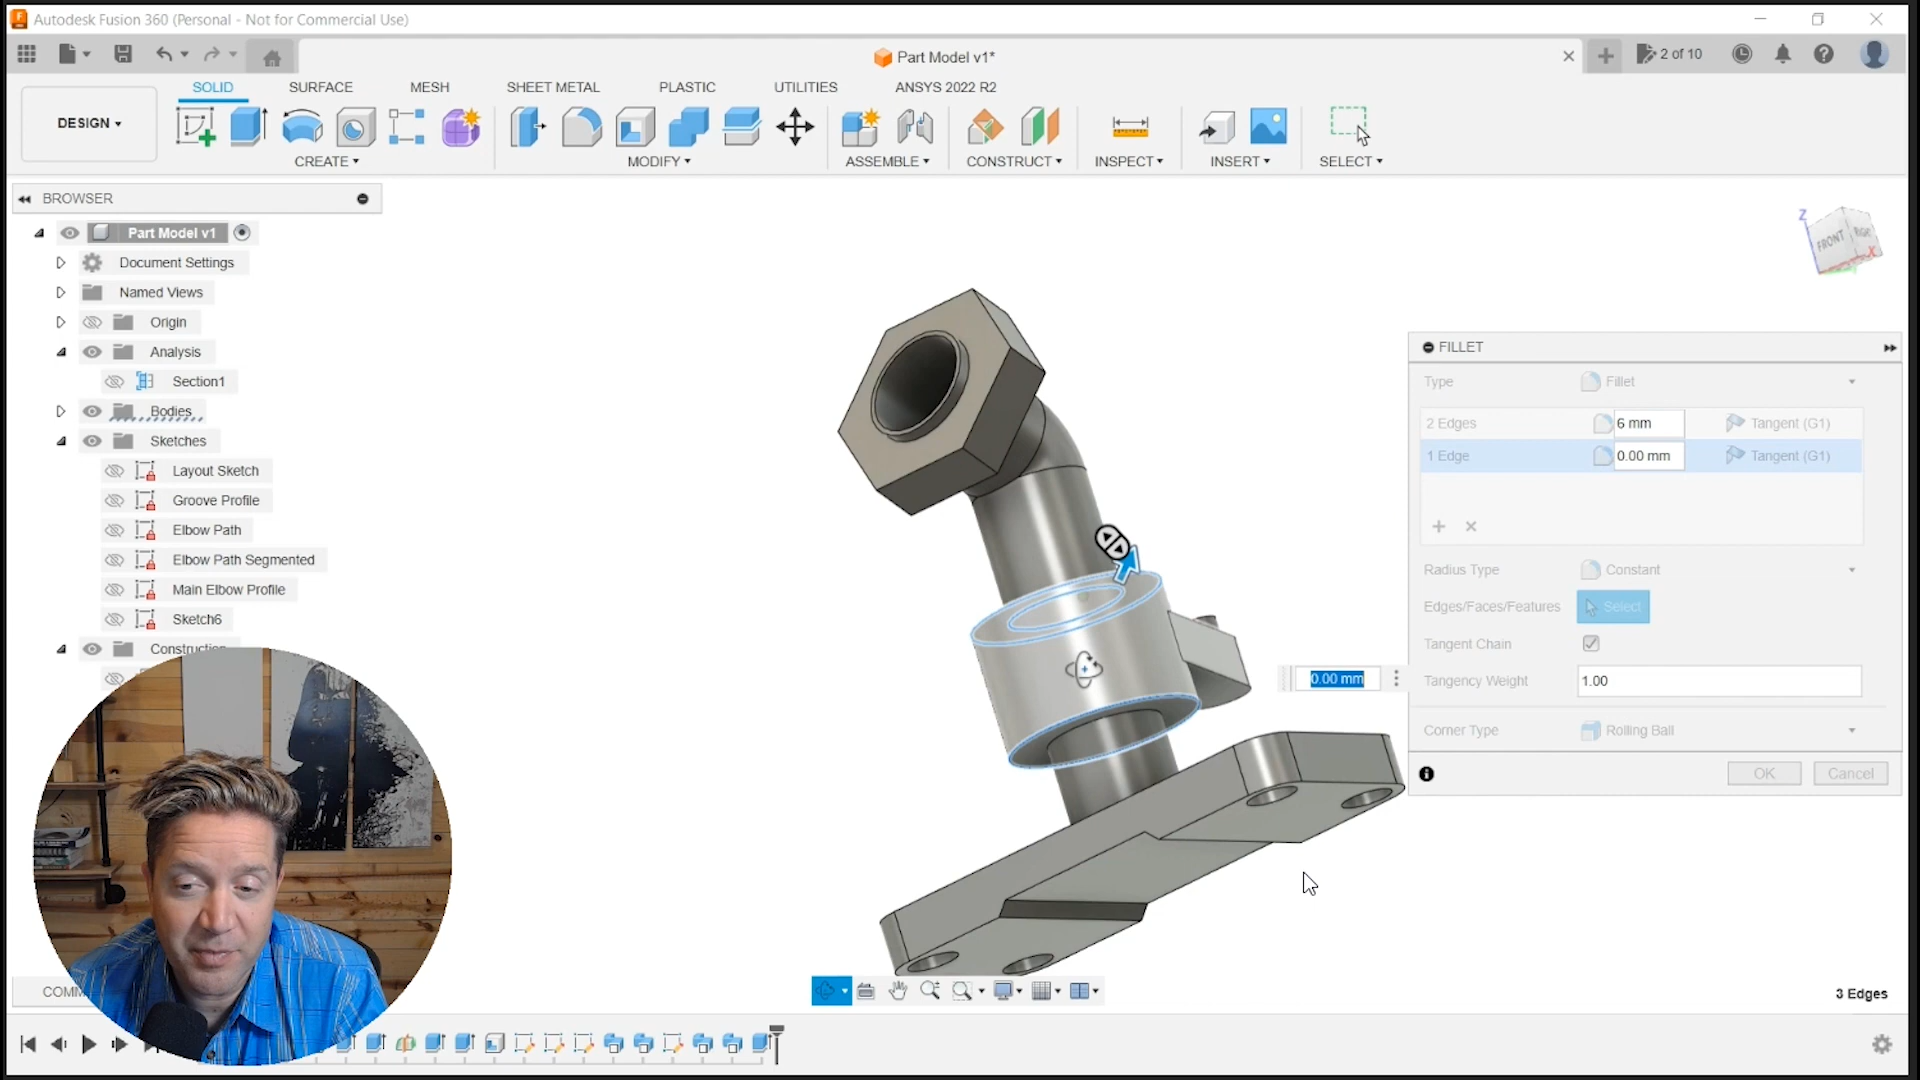 Autodesk Fusion 360 (Personal - Not for Commercial Use)
Part Model v1*
2 of 10
SOLID
SURFACE
MESH
SHEET METAL
PLASTIC
UTILITIES
ANSYS 2022 R2
DESIGN
CREATE
MODIFY
ASSEMBLE
CONSTRUCT
INSPECT
INSERT
SELECT
BROWSER
Part Model v1
Document Settings
Named Views
Origin
Analysis
Section1
Bodies
Sketches
Layout Sketch
Groove Profile
Elbow Path
Elbow Path Segmented
Main Elbow Profile
Sketch6
Construction
Z
FRONT
RIGHT
X
FILLET
Type
Fillet
2 Edges
6 mm
Tangent (G1)
1 Edge
0.00 mm
Tangent (G1)
Radius Type
Constant
Edges/Faces/Features
Select
Tangent Chain
Tangency Weight
1.00
Corner Type
Rolling Ball
OK
Cancel
0.00 mm
3 Edges